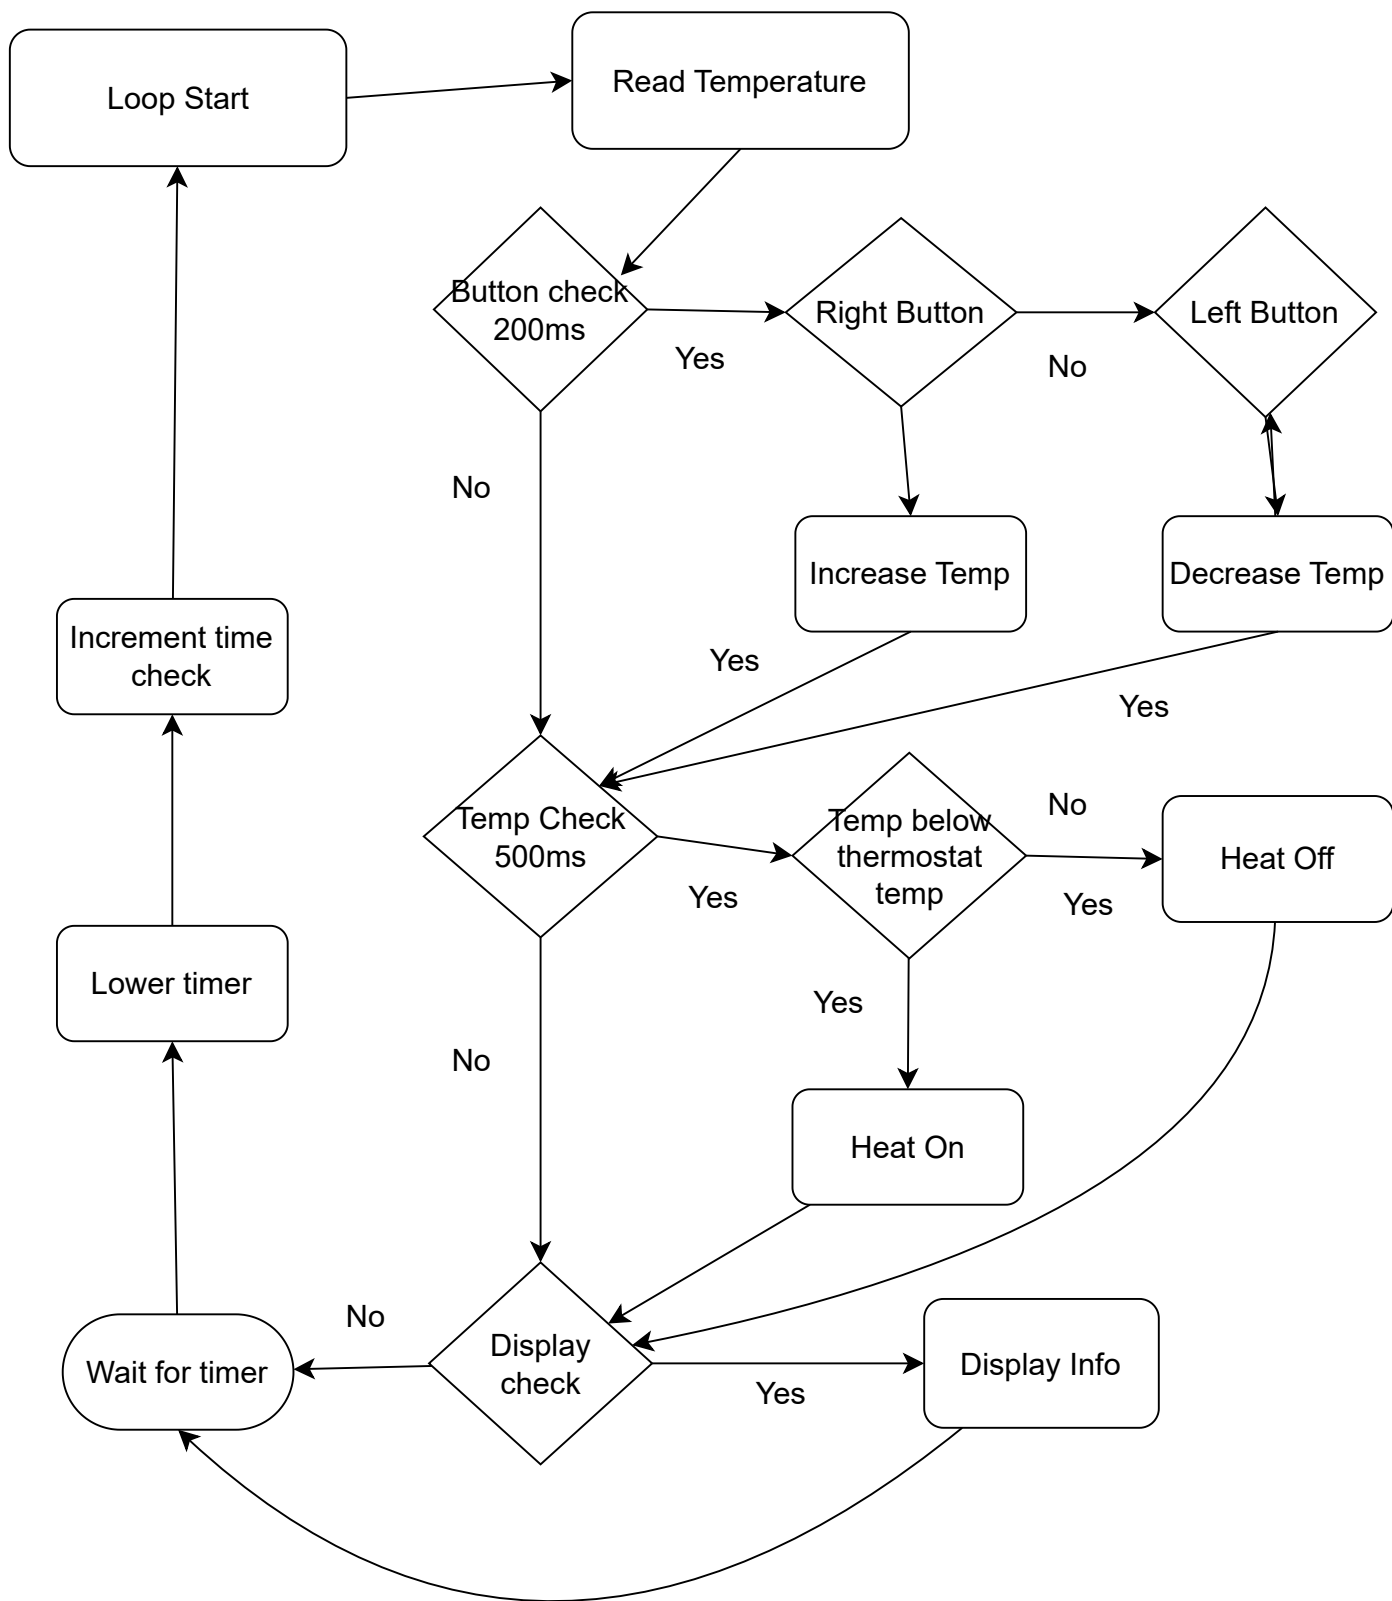 Loop Start
Read Temperature
Button check
200ms
Yes
Right Button
No
Left Button
No
Increase Temp
Decrease Temp
Yes
Yes
Increment time
check
Temp Check
500ms
Yes
Temp below
thermostat
temp
No
Yes
Heat Off
Yes
No
Heat On
Lower timer
Display
check
No
Yes
Display Info
Wait for timer